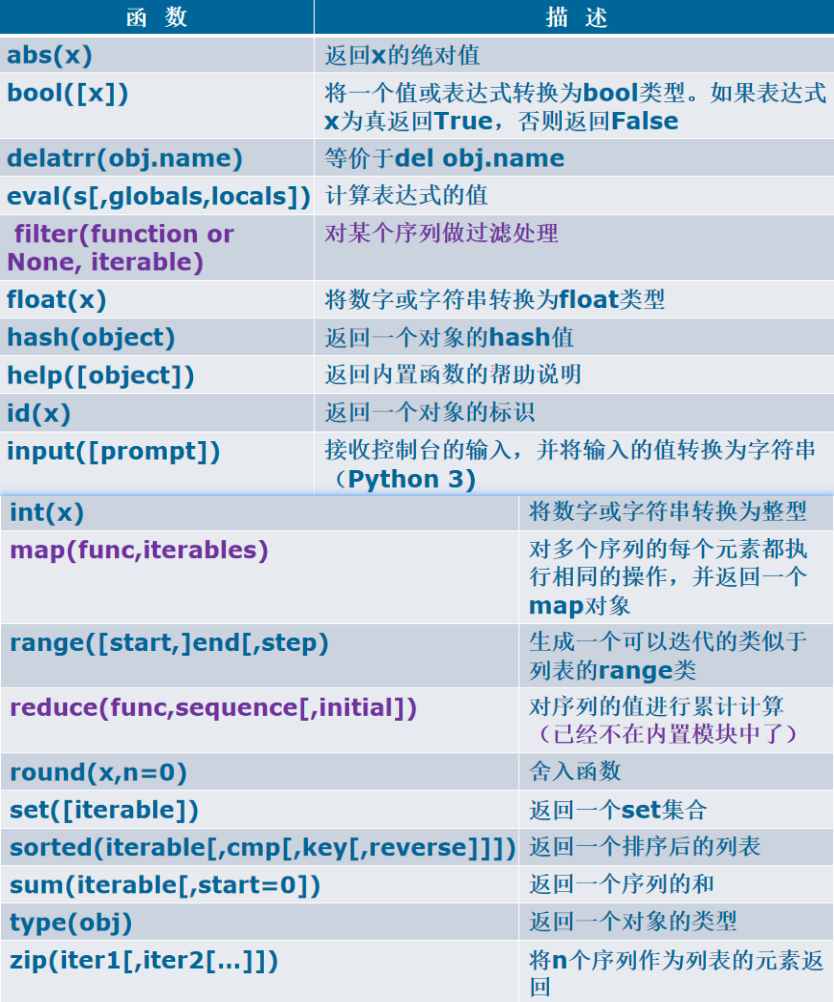 函 数 描 述
abs(x) 返回x的绝对值
bool([x]) 将一个值或表达式转换为bool类型。如果表达式
x为真返回True，否则返回False
delatrr(obj.name) 等价于del obj.name
eval(s[,globals,locals]) 计算表达式的值
filter(function or 对某个序列做过滤处理
None, iterable)
float(x) 将数字或字符串转换为float类型
hash(object) 返回一个对象的hash值
help([object]) 返回内置函数的帮助说明
id(x) 返回一个对象的标识
input([prompt]) 接收控制台的输入，并将输入的值转换为字符串
（Python 3)
int(x) 将数字或字符串转换为整型
map(func,iterables) 对多个序列的每个元素都执
行相同的操作，并返回一个
map对象
range([start,]end[,step) 生成一个可以迭代的类似于
列表的range类
reduce(func,sequence[,initial]) 对序列的值进行累计计算
（已经不在内置模块中了）
round(x,n=0) 舍入函数
set([iterable]) 返回一个set集合
sorted(iterable[,cmp[,key[,reverse]]]) 返回一个排序后的列表
sum(iterable[,start=0]) 返回一个序列的和
type(obj) 返回一个对象的类型
zip(iter1[,iter2[...]]) 将n个序列作为列表的元素返
回